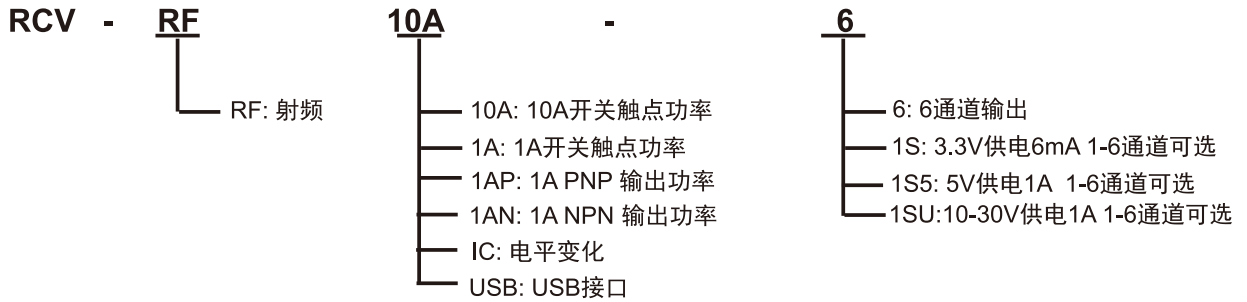 RCV - RF 10A - 6
RF: 射频
10A: 10A开关触点功率
1A: 1A开关触点功率
1AP: 1A PNP 输出功率
1AN: 1A NPN 输出功率
IC: 电平变化
USB: USB接口
6: 6通道输出
1S: 3.3V供电6mA 1-6通道可选
1S5: 5V供电1A 1-6通道可选
1SU:10-30V供电1A 1-6通道可选